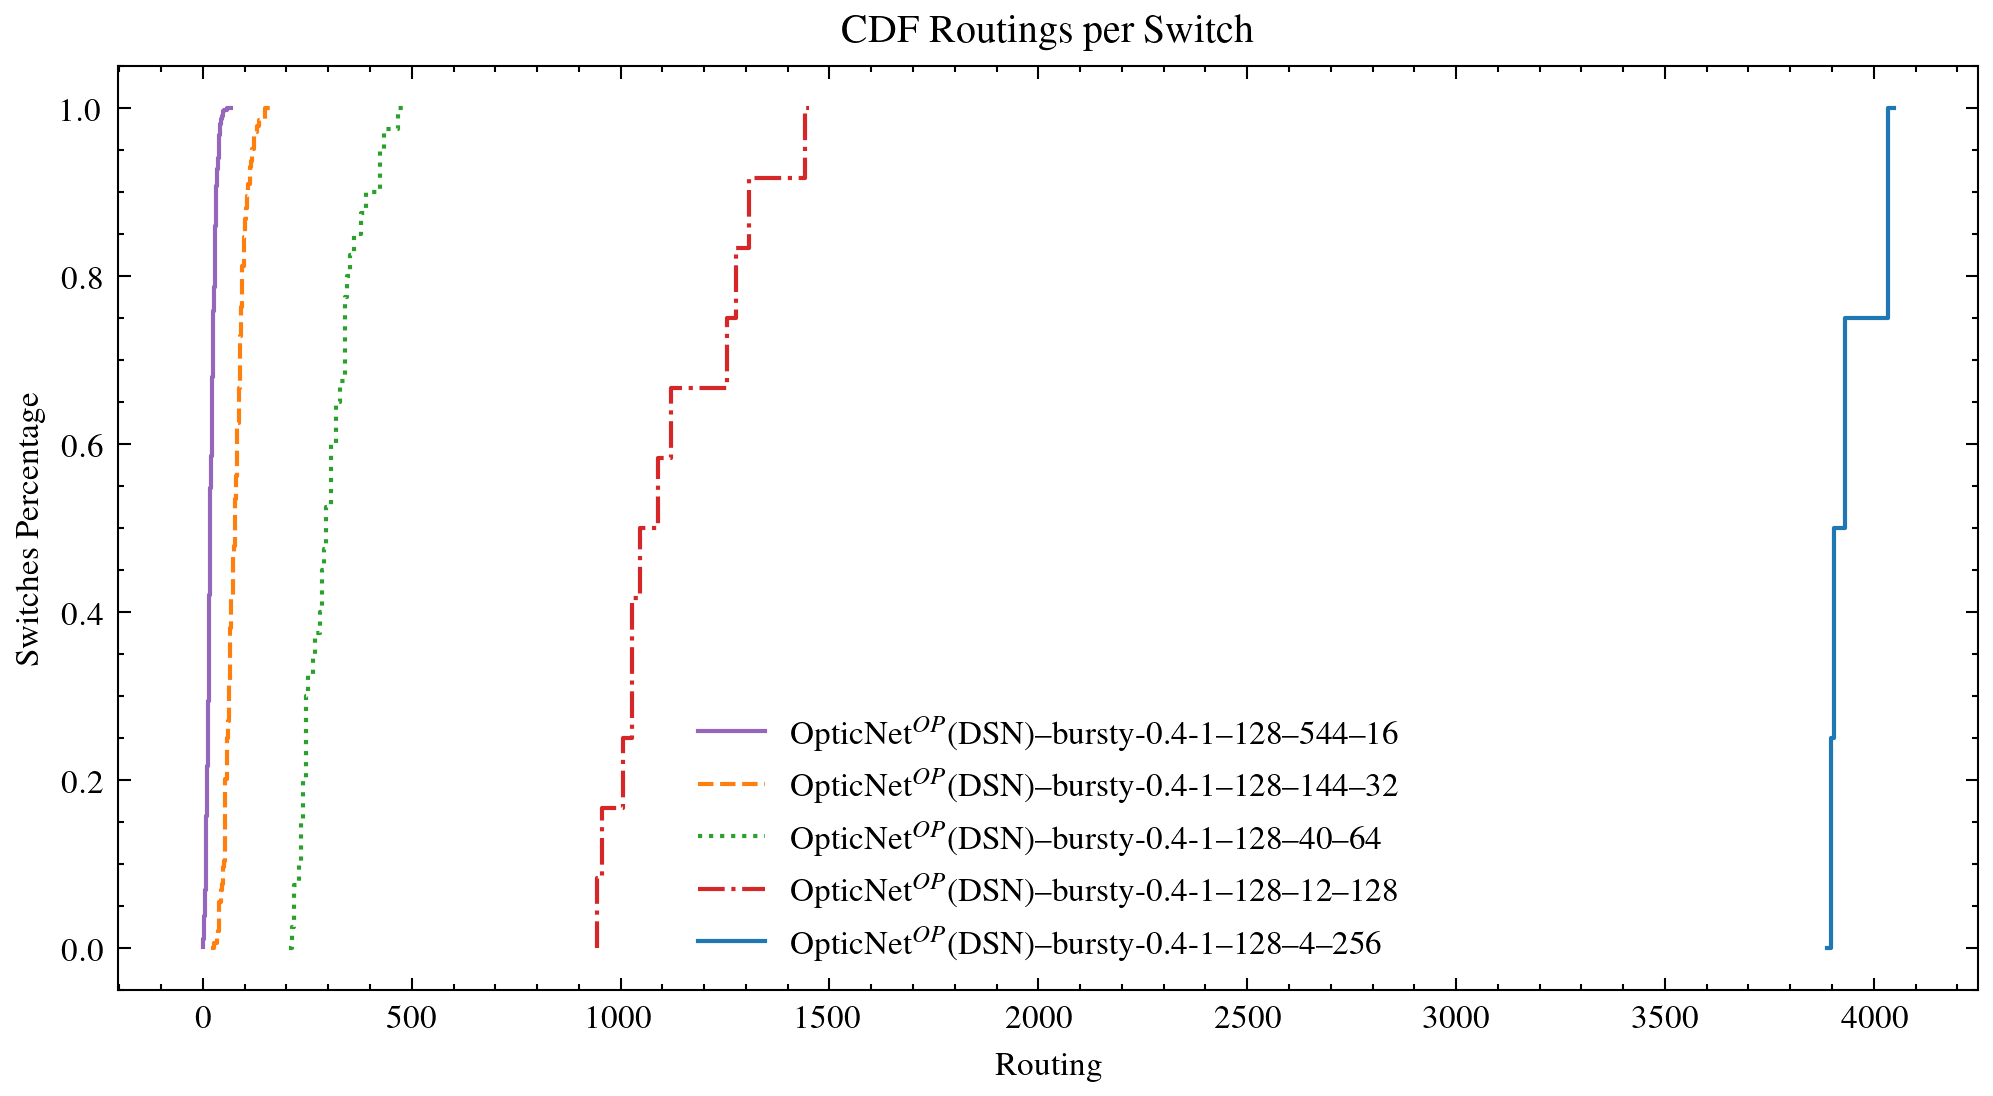 CDF Routings per Switch
1.0
0.8
0.6
0.4
0.2
0.0
Switches Percentage
OpticNet^OP(DSN)–bursty-0.4-1–128–544–16
OpticNet^OP(DSN)–bursty-0.4-1–128–144–32
OpticNet^OP(DSN)–bursty-0.4-1–128–40–64
OpticNet^OP(DSN)–bursty-0.4-1–128–12–128
OpticNet^OP(DSN)–bursty-0.4-1–128–4–256
0 500 1000 1500 2000 2500 3000 3500 4000
Routing